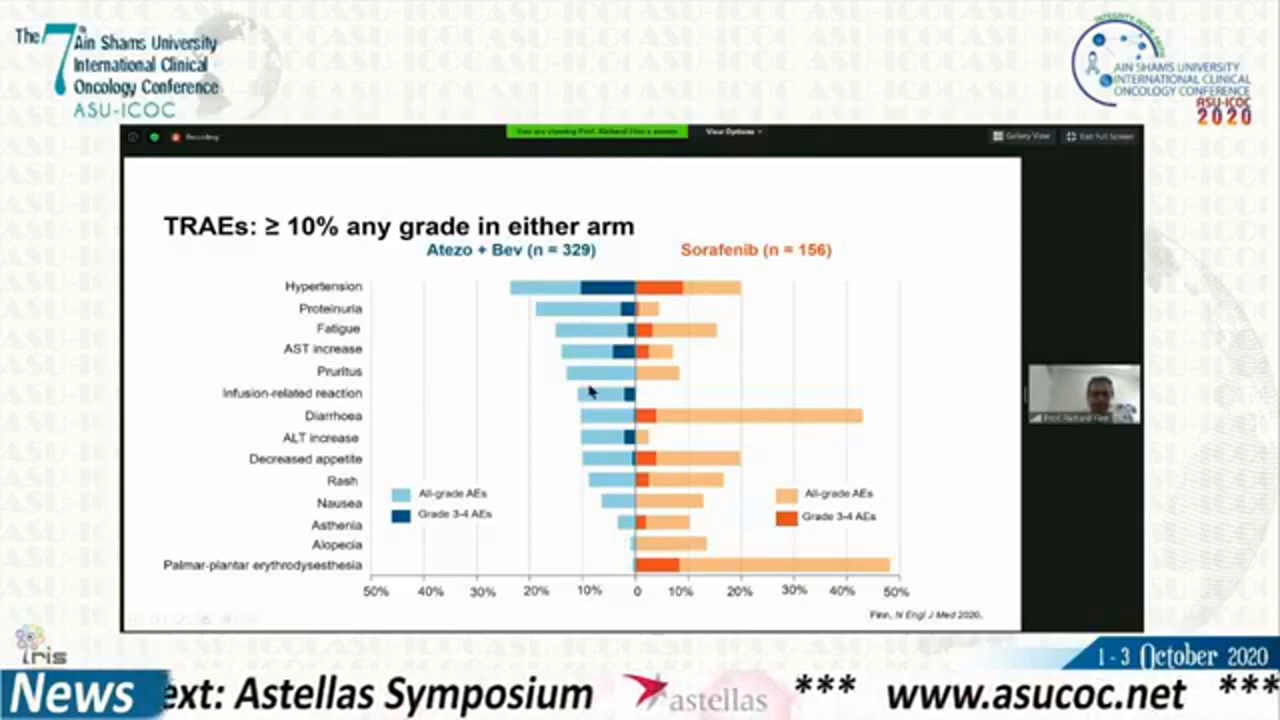 The 7 Ain Shams University
International Clinical
Oncology Conference
ASU-ICOC
INTEGRITY
AIN SHAMS UNIVERSITY
INTERNATIONAL CLINICAL
ONCOLOGY CONFERENCE
ASU-ICOC
2020
Recording
You are viewing Prof. Richard Finn's screen
View Options
Gallery View
Exit Full Screen
TRAEs: ≥ 10% any grade in either arm
Atezo + Bev (n = 329)
Sorafenib (n = 156)
Hypertension
Proteinuria
Fatigue
AST increase
Pruritus
Infusion-related reaction
Diarrhoea
ALT increase
Decreased appetite
Rash
Nausea
Asthenia
Alopecia
Palmar-plantar erythrodysesthesia
All-grade AEs
Grade 3-4 AEs
All-grade AEs
Grade 3-4 AEs
50% 40% 30% 20% 10% 0 10% 20% 30% 40% 50%
Finn, N Engl J Med 2020.
Prof. Richard Finn
iris
1 - 3 October 2020
News
ext: Astellas Symposium astellas *** www.asucoc.net ***